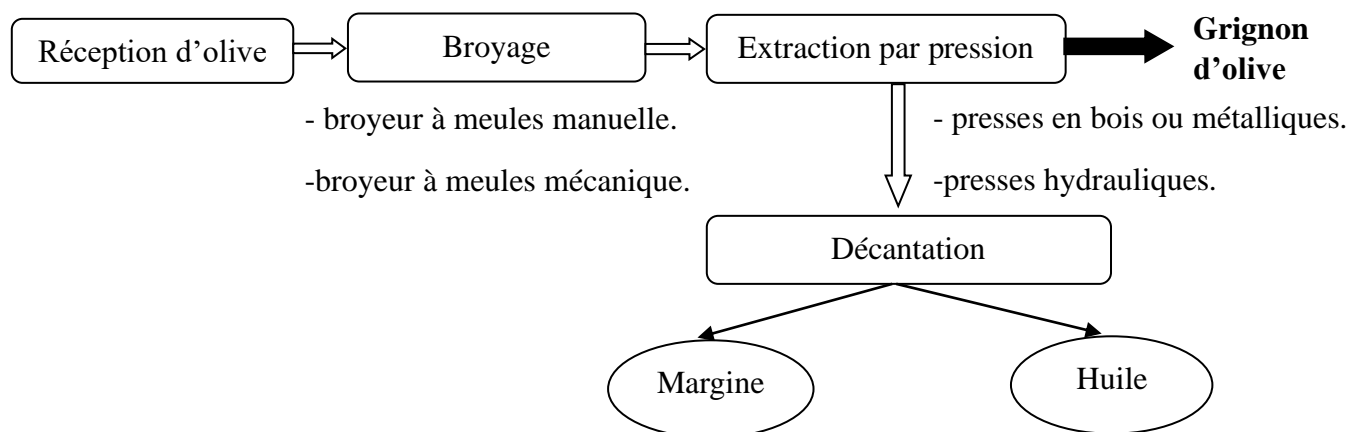 Réception d’olive
Broyage
Extraction par pression
Grignon
d’olive
- broyeur à meules manuelle.
-broyeur à meules mécanique.
- presses en bois ou métalliques.
-presses hydrauliques.
Décantation
Margine
Huile